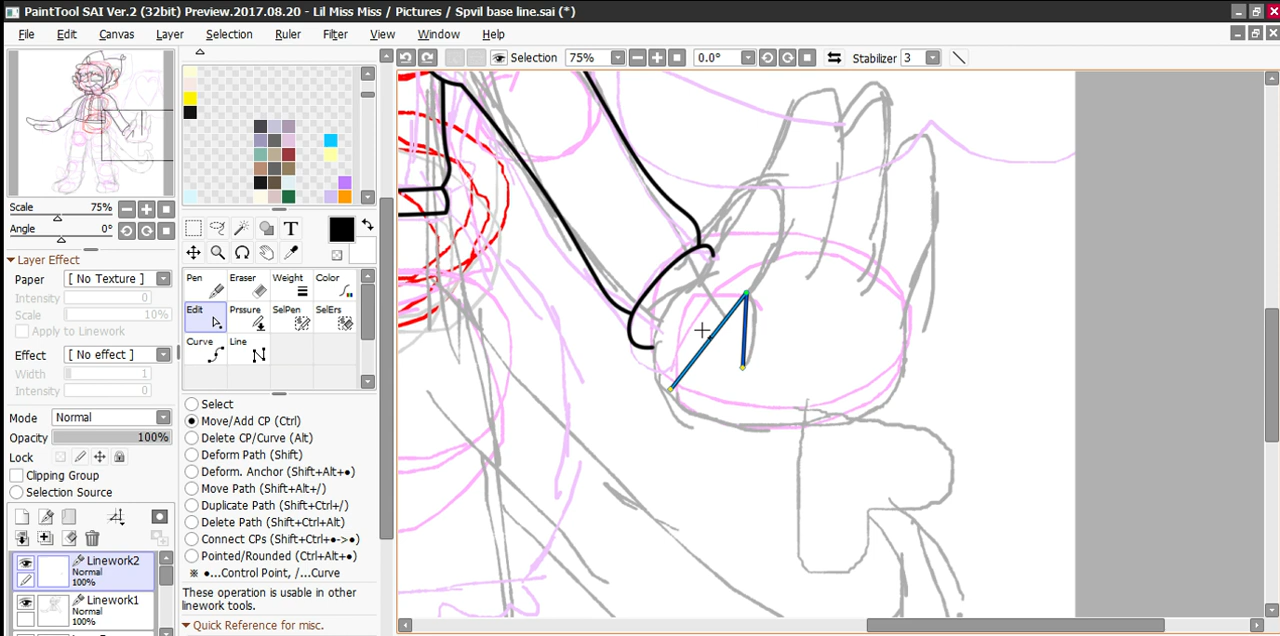 PaintTool SAI Ver.2 (32bit) Preview.2017.08.20 - Lil Miss Miss / Pictures / Spvil base line.sai (*)
File Edit Canvas Layer Selection Ruler Filter View Window Help
Selection 75% 0.0° Stabilizer 3
Scale 75%
Angle 0°
Layer Effect
Paper [ No Texture ]
Intensity 0
Scale 10%
Apply to Linework
Effect [ No effect ]
Width 1
Intensity 0
Mode Normal
Opacity 100%
Lock
Clipping Group
Selection Source
Linework2
Normal
100%
Linework1
Normal
100%
T
Pen Eraser Weight Color
Edit Prssure SelPen SelErs
Curve Line
Select
Move/Add CP (Ctrl)
Delete CP/Curve (Alt)
Deform Path (Shift)
Deform. Anchor (Shift+Alt+●)
Move Path (Shift+Alt+/)
Duplicate Path (Shift+Ctrl+/)
Delete Path (Shift+Ctrl+Alt)
Connect CPs (Shift+Ctrl+●->●)
Pointed/Rounded (Ctrl+Alt+●)
※ ●...Control Point, /...Curve
These operation is usable in other
linework tools.
Quick Reference for misc.